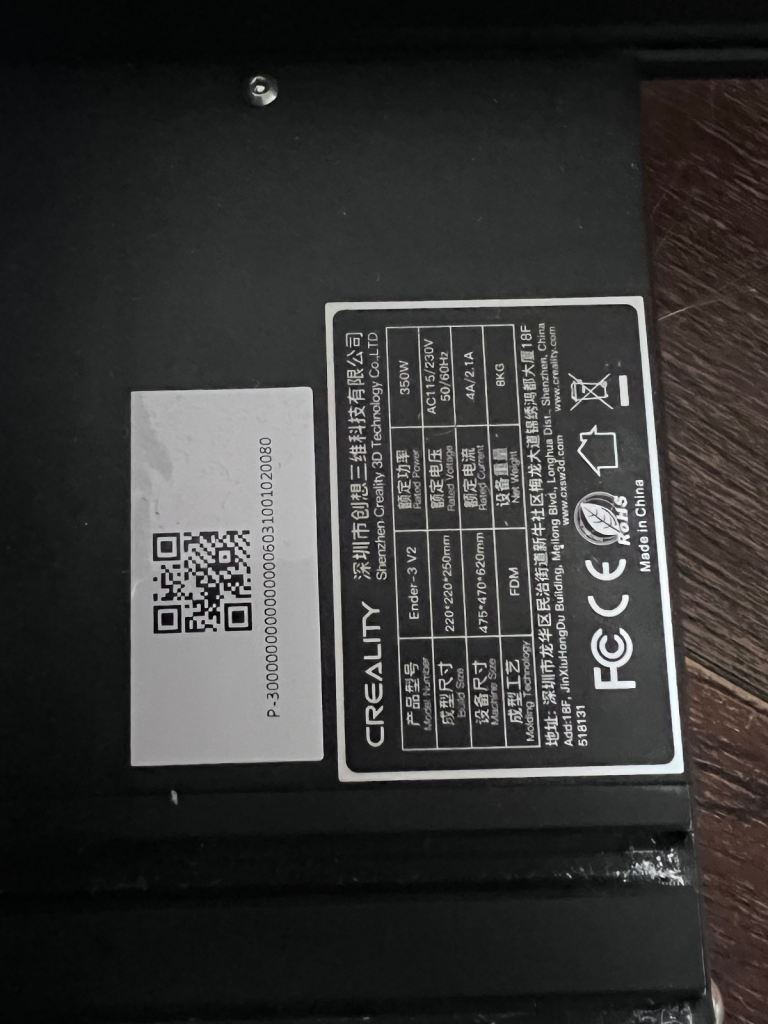 P-3000000000000000060310010200​80
CREALITY
深圳市创想三维科技有限公司
Shenzhen Creality 3D Technology Co.,LTD.
产品型号 Model Number Ender-3 V2 额定功率 Rated Power 350W
成型尺寸 Build Size 220*220*250mm 额定电压 Rated Voltage AC115/230V 50/60Hz
设备尺寸 Machine Size 475*470*620mm 额定电流 Rated Current 4A/2.1A
成型工艺 Molding Technology FDM 设备重量 Net Weight 8KG
地址: 深圳市龙华区民治街道新牛社区梅龙大道锦绣鸿都大厦18F
Add:18F, JinXiuHongDu Building, Meilong Blvd., Longhua Dist., Shenzhen, China
518131 www.cxsw3d.com www.creality.com
FC CE RoHS
Made in China